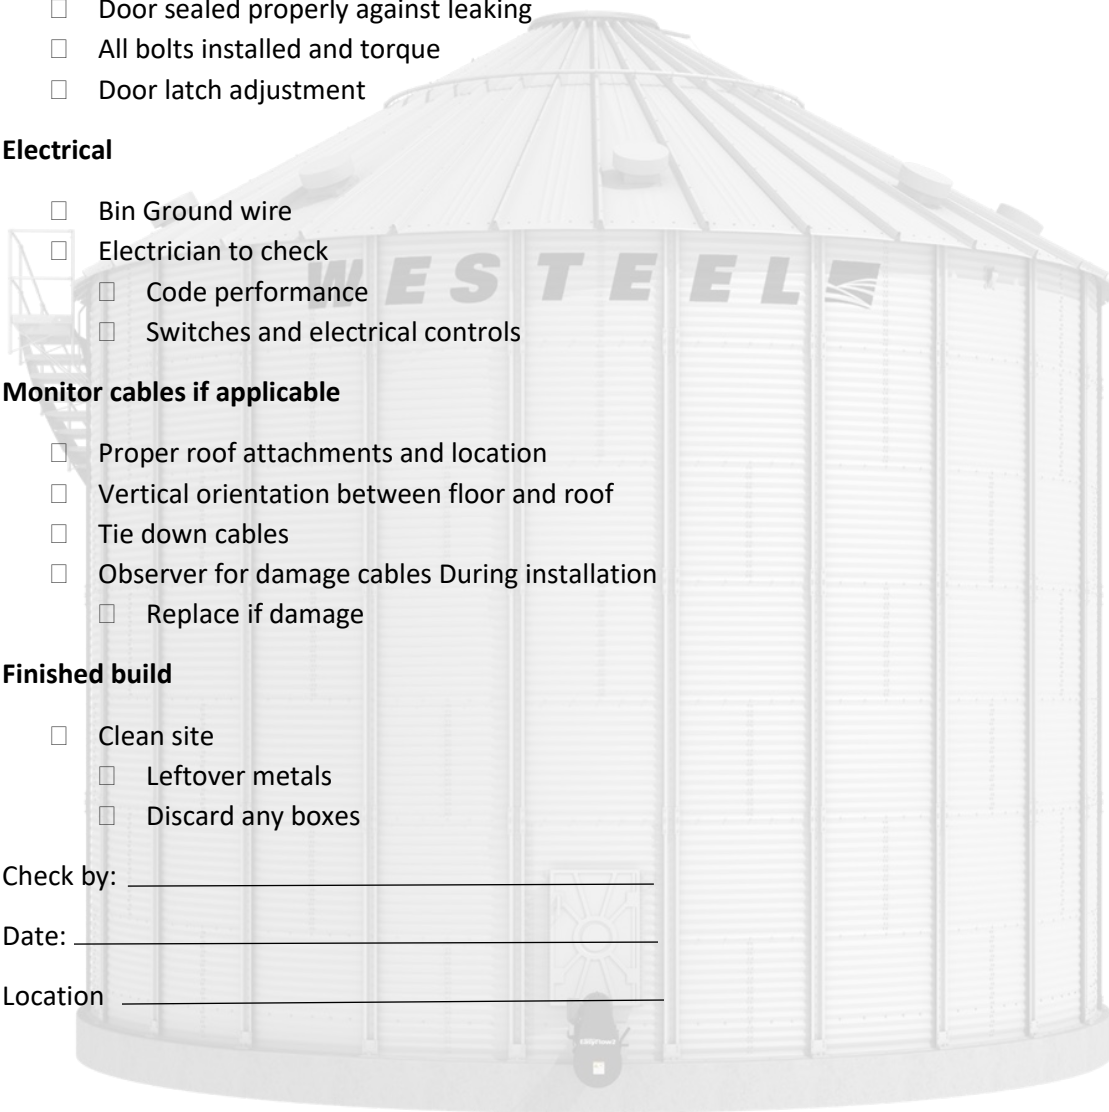 Door sealed properly against leaking
All bolts installed and torque
Door latch adjustment
Electrical
Bin Ground wire
Electrician to check
Code performance
Switches and electrical controls
WESTEEL
Monitor cables if applicable
Proper roof attachments and location
Vertical orientation between floor and roof
Tie down cables
Observer for damage cables During installation
Replace if damage
Finished build
Clean site
Leftover metals
Discard any boxes
Check by:
Date:
Location